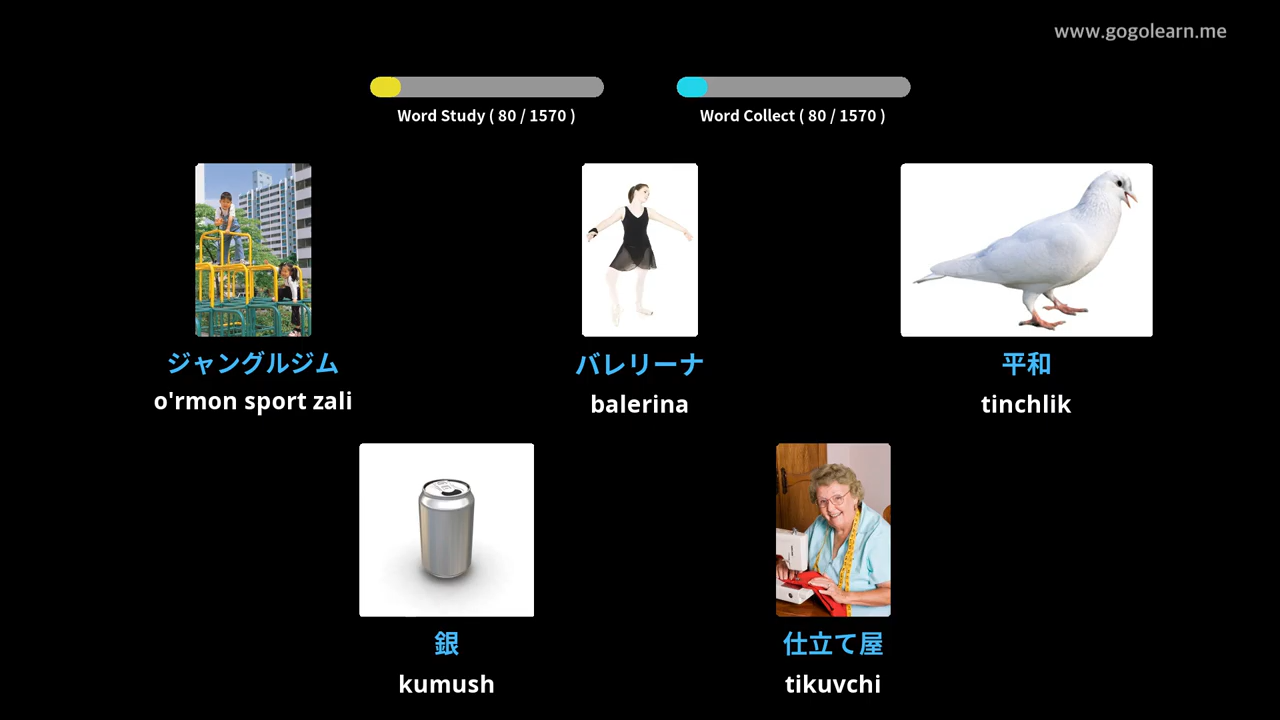 www.gogolearn.me
Word Study ( 80 / 1570 )
Word Collect ( 80 / 1570 )
ジャングルジム
o'rmon sport zali
バレリーナ
balerina
平和
tinchlik
銀
kumush
仕立て屋
tikuvchi